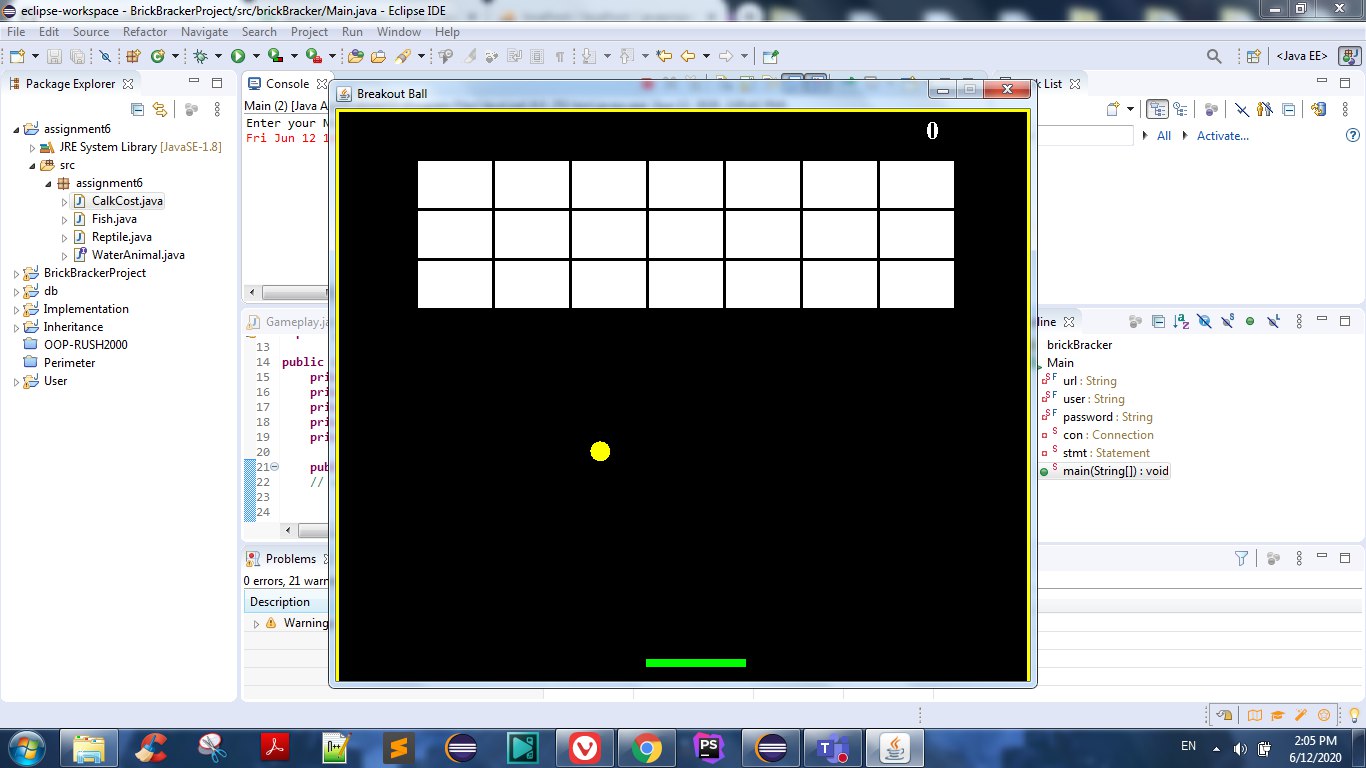 eclipse-workspace - BrickBrackerProject/src/brickBracker/Main.java - Eclipse IDE
File Edit Source Refactor Navigate Search Project Run Window Help
<Java EE>
Package Explorer
assignment6
JRE System Library [JavaSE-1.8]
src
assignment6
CalkCost.java
Fish.java
Reptile.java
WaterAnimal.java
BrickBrackerProject
db
Implementation
Inheritance
OOP-RUSH2000
Perimeter
User
Console
Main (2) [Java A
Enter your N
Fri Jun 12 1
Breakout Ball
0
k List
All Activate...
Gameplay.ja
13
14 public
15 pri
16 pri
17 pri
18 pri
19 pri
20
21 pub
22 //
23
24
line
brickBracker
Main
url : String
user : String
password : String
con : Connection
stmt : Statement
main(String[]) : void
Problems
0 errors, 21 warn
Description
Warning
EN
2:05 PM
6/12/2020